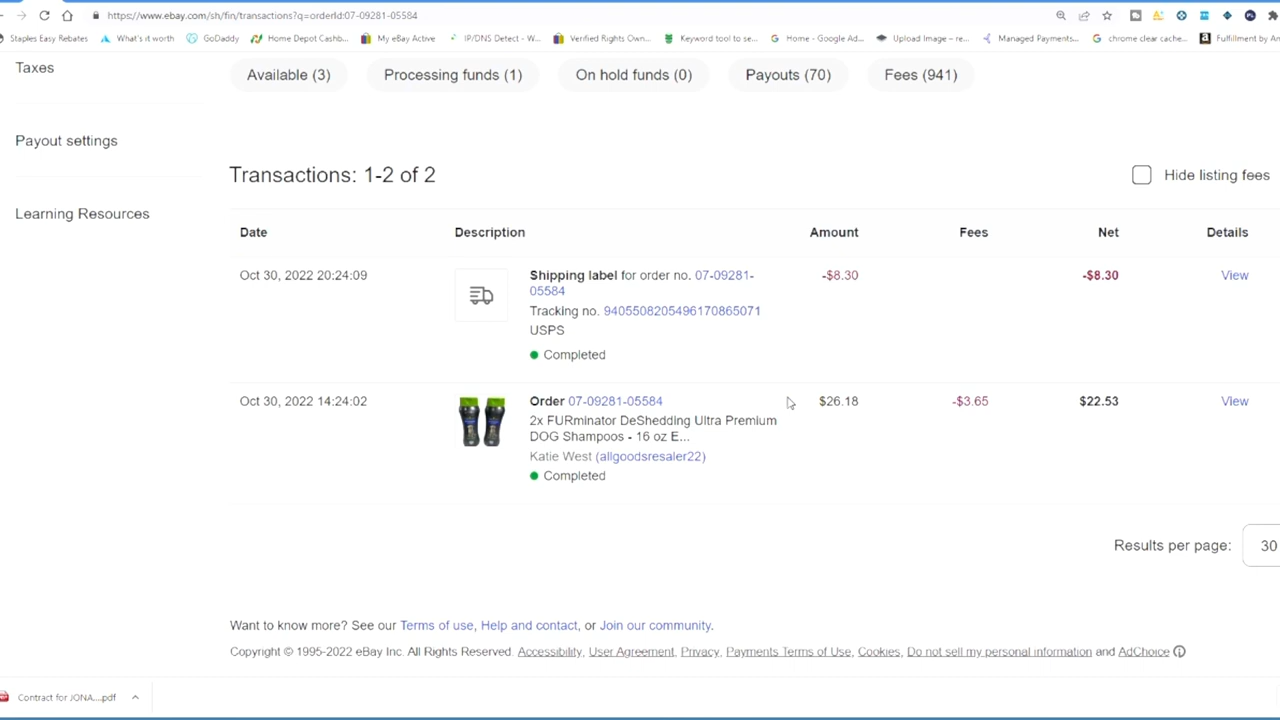 https://www.ebay.com/sh/fin/transactions?q=orderId:07-09281-05584
Staples Easy Rebates What's it worth GoDaddy Home Depot Cashb... My eBay Active IP/DNS Detect - W... Verified Rights Own... Keyword tool to se... Home - Google Ad... Upload Image – re... Managed Payments... chrome clear cache... Fulfillment by Am
Taxes
Available (3) Processing funds (1) On hold funds (0) Payouts (70) Fees (941)
Payout settings
Transactions: 1-2 of 2
Hide listing fees
Learning Resources
Date Description Amount Fees Net Details
Oct 30, 2022 20:24:09 Shipping label for order no. 07-09281- -$8.30 -$8.30 View
05584
Tracking no. 9405508205496170865071
USPS
Completed
Oct 30, 2022 14:24:02 Order 07-09281-05584 $26.18 -$3.65 $22.53 View
2x FURminator DeShedding Ultra Premium
DOG Shampoos - 16 oz E...
Katie West (allgoodsresaler22)
Completed
Results per page: 30
Want to know more? See our Terms of use, Help and contact, or Join our community.
Copyright © 1995-2022 eBay Inc. All Rights Reserved. Accessibility, User Agreement, Privacy, Payments Terms of Use, Cookies, Do not sell my personal information and AdChoice
Contract for JONA....pdf